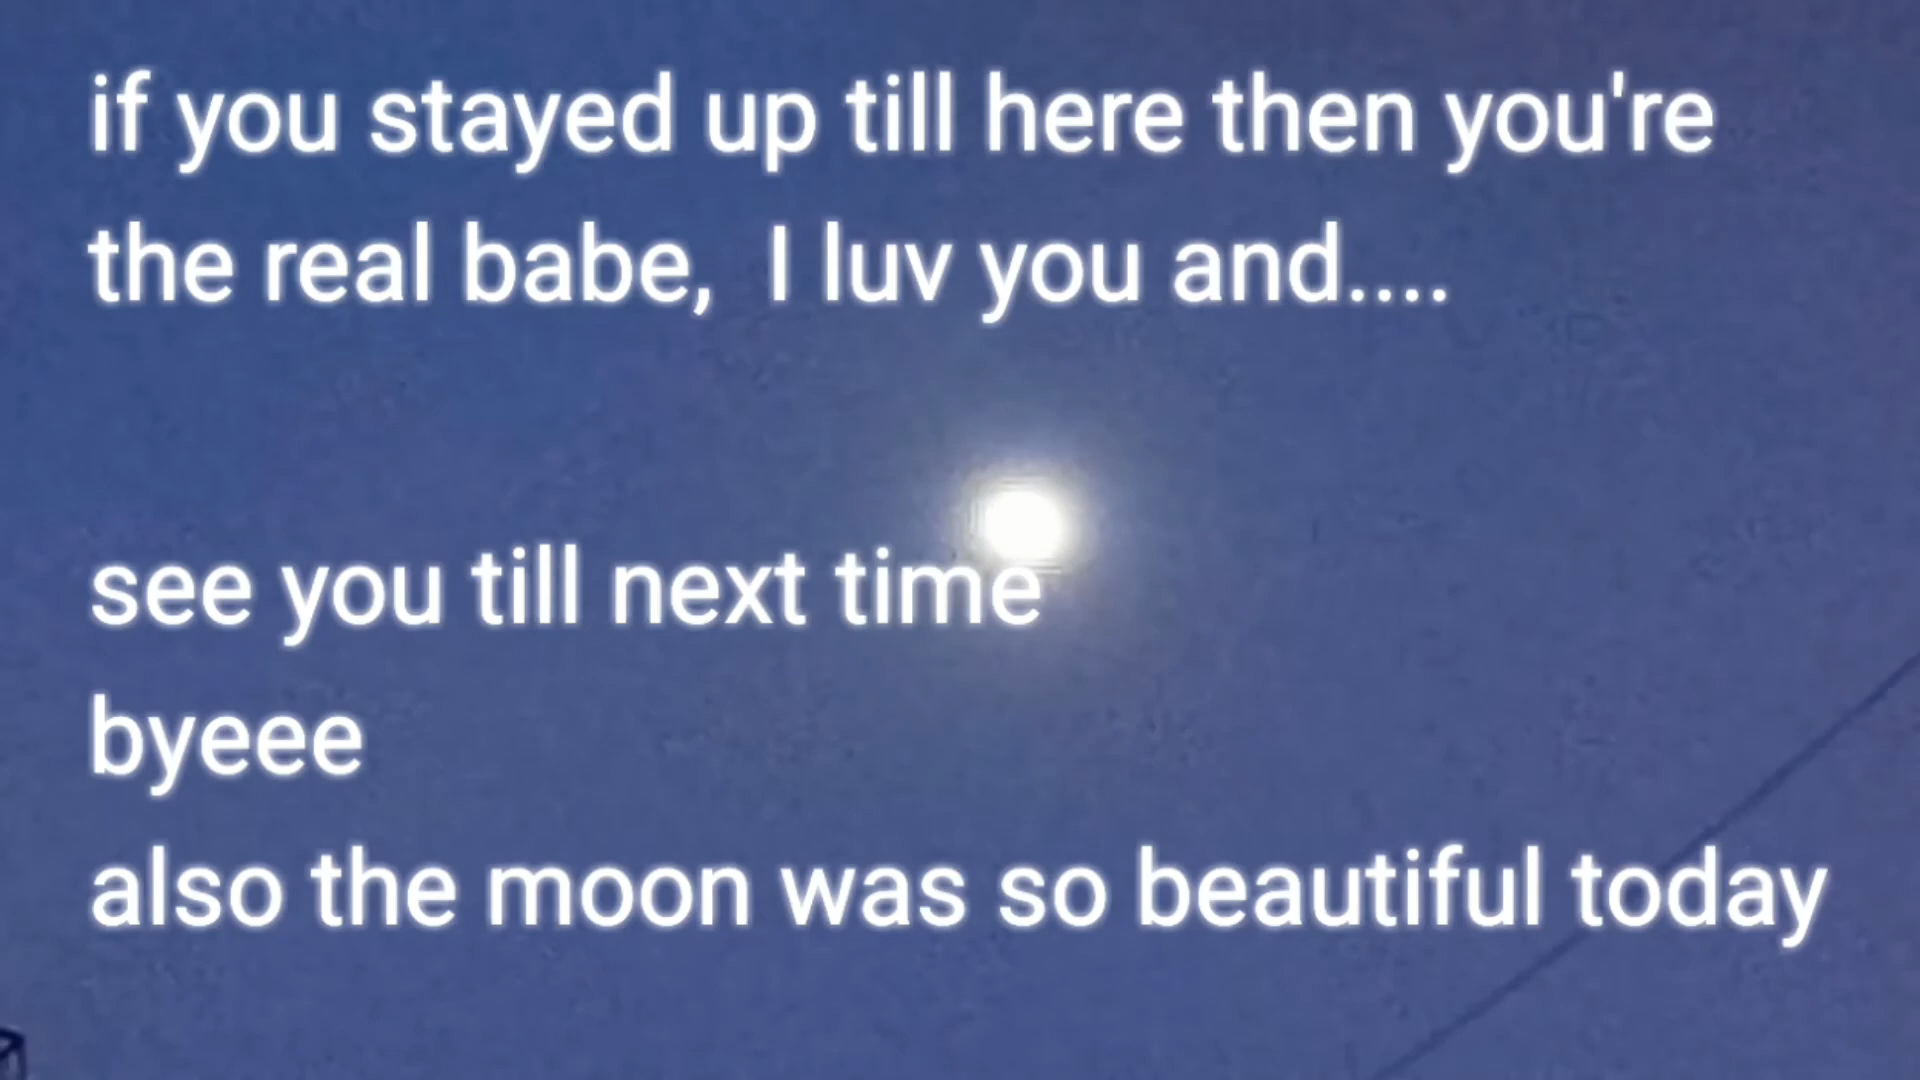 if you stayed up till here then you're
the real babe,  I luv you and....
see you till next time
byeee
also the moon was so beautiful today